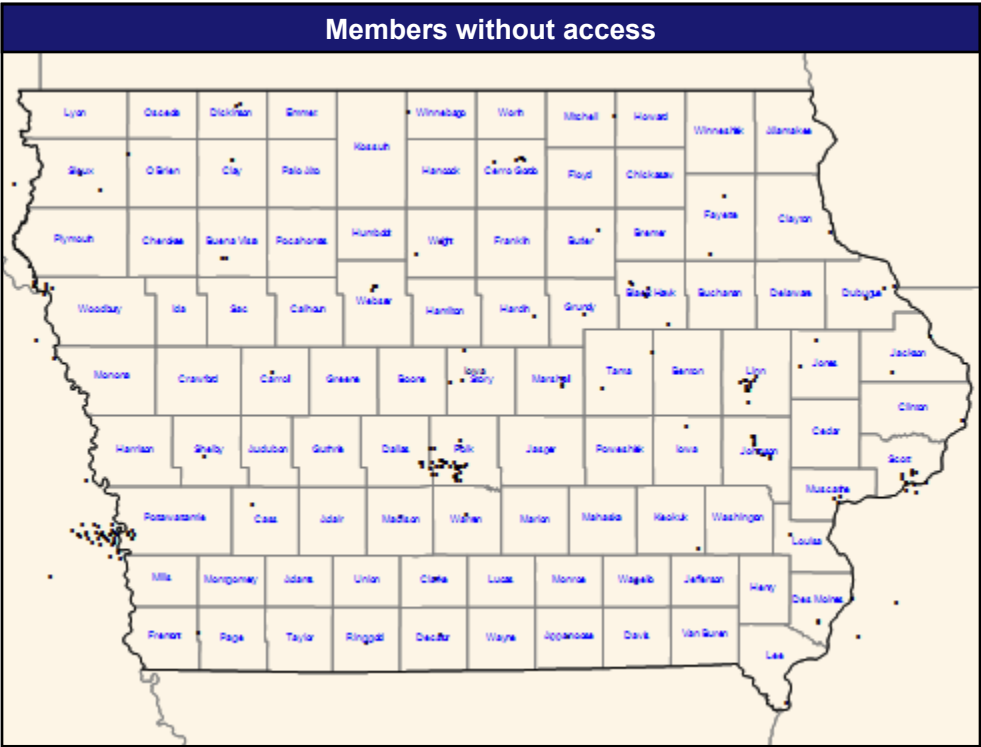 Members without access
Lyon Osceola Dickinson Emmet Winnebago Worth Mitchell Howard Winneshiek Allamakee
Kossuth
Sioux O'Brien Clay Palo Alto Hancock Cerro Gordo Floyd Chickasaw
Plymouth Cherokee Buena Vista Pocahontas Humboldt Wright Franklin Butler Bremer Fayette Clayton
Woodbury Ida Sac Calhoun Webster Hamilton Hardin Grundy Black Hawk Buchanan Delaware Dubuque
Monona Crawford Carroll Greene Boone Iowa Story Marshall Tama Benton Linn Jones Jackson
Clinton
Harrison Shelby Audubon Guthrie Dallas Polk Jasper Poweshiek Iowa Johnson Cedar Scott
Muscatine
Pottawattamie Cass Adair Madison Warren Marion Mahaska Keokuk Washington
Louisa
Mills Montgomery Adams Union Clarke Lucas Monroe Wapello Jefferson Henry
Des Moines
Fremont Page Taylor Ringgold Decatur Wayne Appanoose Davis Van Buren
Lee